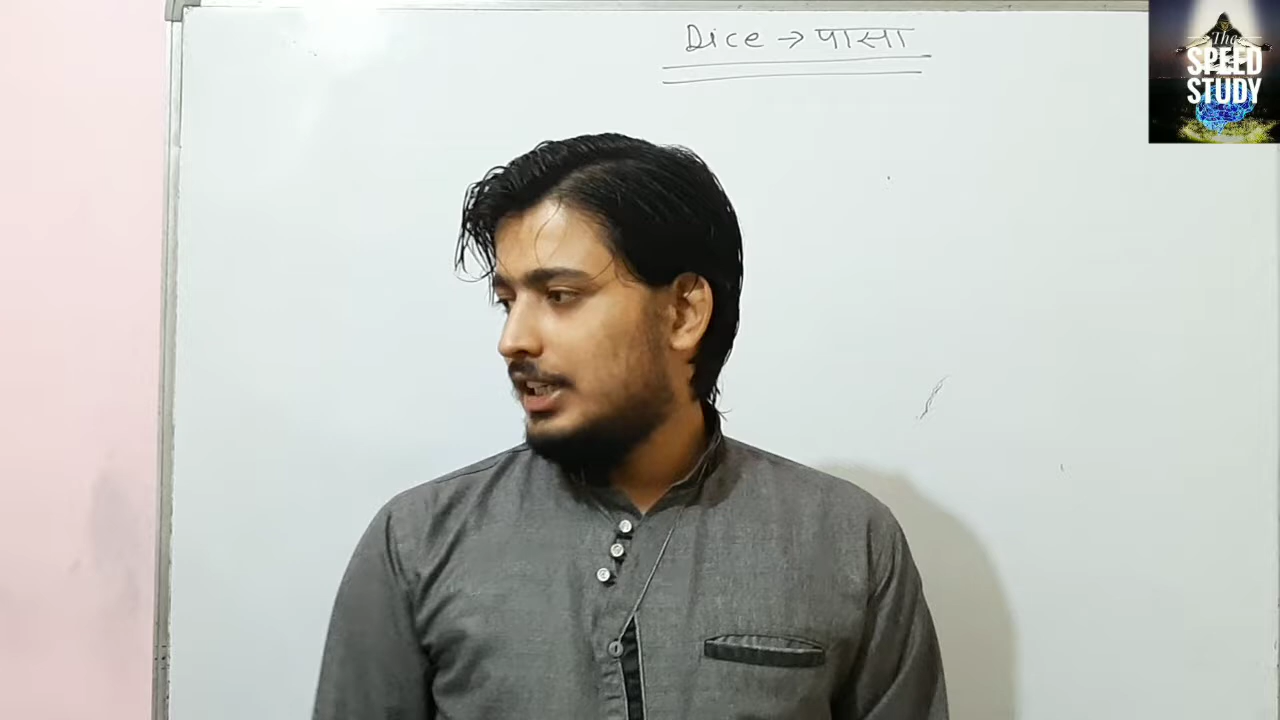 Dice → पासा
The
SPEED
STUDY